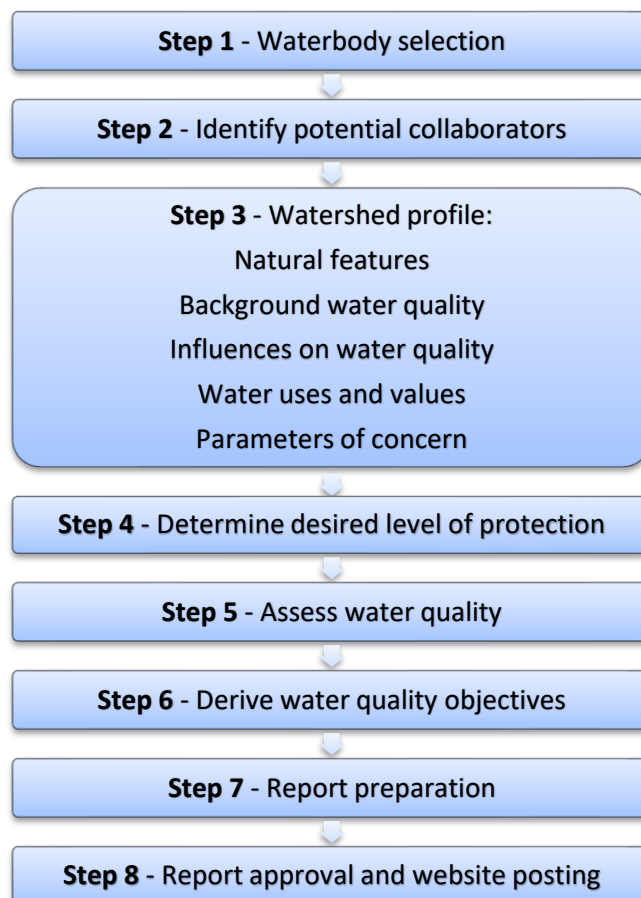 Step 1 - Waterbody selection
Step 2 - Identify potential collaborators
Step 3 - Watershed profile:
Natural features
Background water quality
Influences on water quality
Water uses and values
Parameters of concern
Step 4 - Determine desired level of protection
Step 5 - Assess water quality
Step 6 - Derive water quality objectives
Step 7 - Report preparation
Step 8 - Report approval and website posting